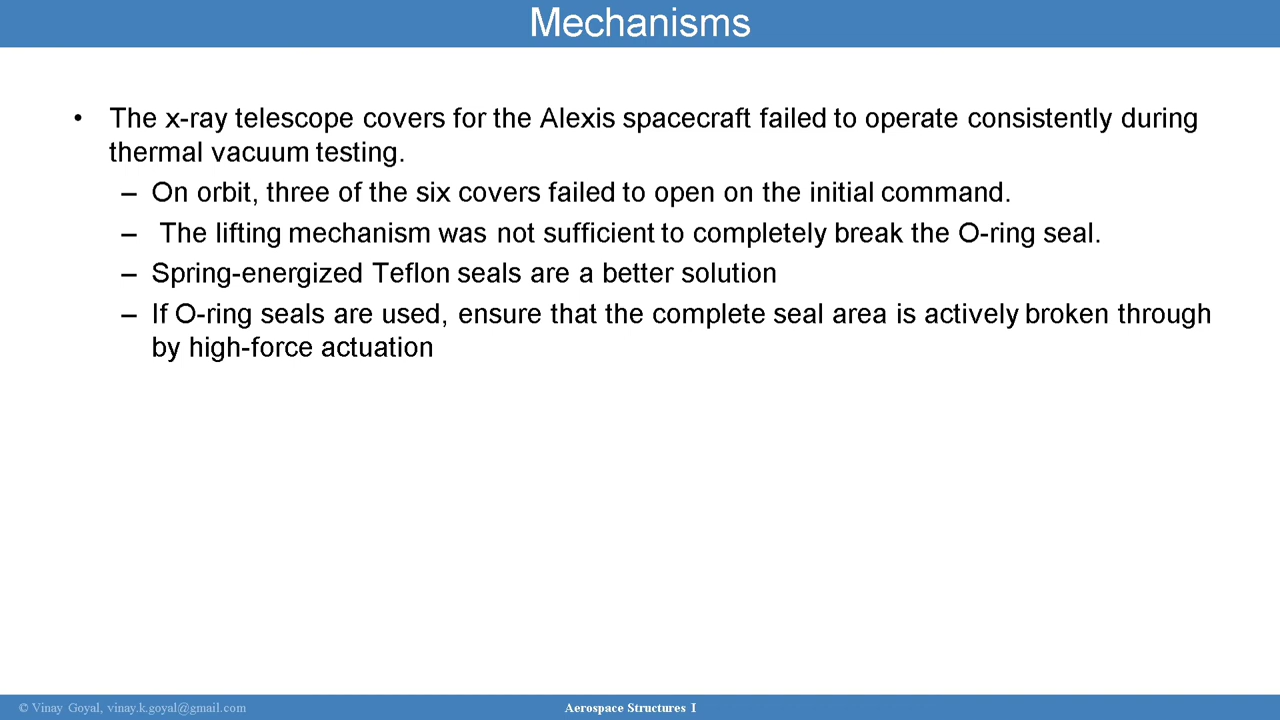 Mechanisms
• The x-ray telescope covers for the Alexis spacecraft failed to operate consistently during
thermal vacuum testing.
– On orbit, three of the six covers failed to open on the initial command.
– The lifting mechanism was not sufficient to completely break the O-ring seal.
– Spring-energized Teflon seals are a better solution
– If O-ring seals are used, ensure that the complete seal area is actively broken through
by high-force actuation
© Vinay Goyal, vinay.k.goyal@gmail.com
Aerospace Structures I